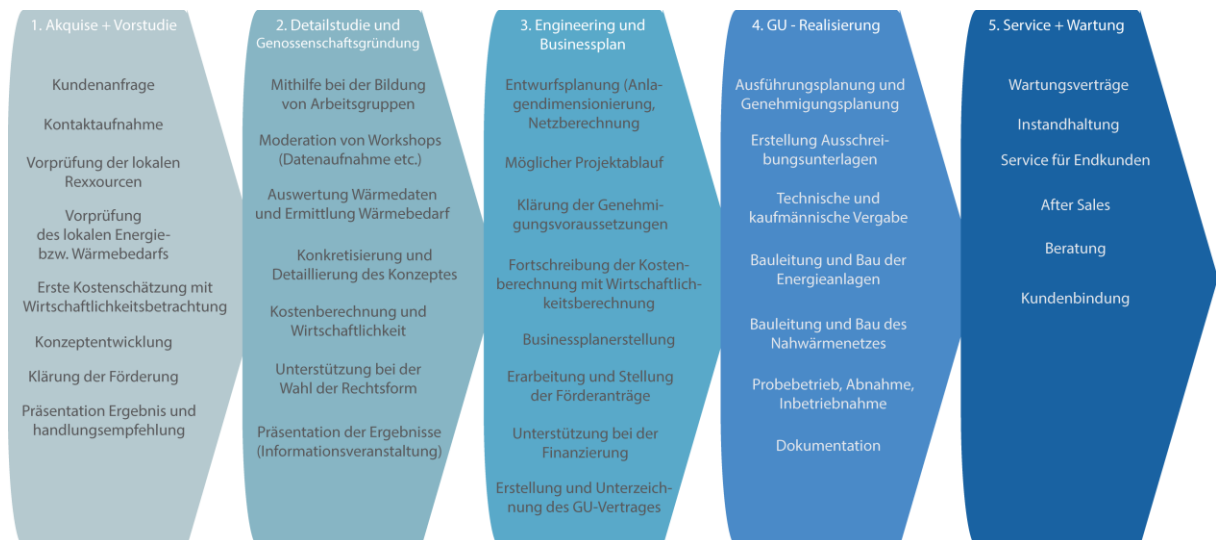 1. Akquise + Vorstudie
Kundenanfrage
Kontaktaufnahme
Vorprüfung der lokalen
Rexxourcen
Vorprüfung
des lokalen Energie-
bzw. Wärmebedarfs
Erste Kostenschätzung mit
Wirtschaftlichkeitsbetrachtung
Konzeptentwicklung
Klärung der Förderung
Präsentation Ergebnis und
handlungsempfehlung
2. Detailstudie und
Genossenschaftsgründung
Mithilfe bei der Bildung
von Arbeitsgruppen
Moderation von Workshops
(Datenaufnahme etc.)
Auswertung Wärmedaten
und Ermittlung Wärmebedarf
Konkretisierung und
Detaillierung des Konzeptes
Kostenberechnung und
Wirtschaftlichkeit
Unterstützung bei der
Wahl der Rechtsform
Präsentation der Ergebnisse
(Informationsveranstaltung)
3. Engineering und
Businessplan
Entwurfsplanung (Anla-
gendimensionierung,
Netzberechnung
Möglicher Projektablauf
Klärung der Genehmi-
gungsvoraussetzungen
Fortschreibung der Kosten-
berechnung mit Wirtschaftlich-
keitsberechnung
Businessplanerstellung
Erarbeitung und Stellung
der Förderanträge
Unterstützung bei der
Finanzierung
Erstellung und Unterzeich-
nung des GU-Vertrages
4. GU - Realisierung
Ausführungsplanung und
Genehmigungsplanung
Erstellung Ausschrei-
bungsunterlagen
Technische und
kaufmännische Vergabe
Bauleitung und Bau der
Energieanlagen
Bauleitung und Bau des
Nahwärmenetzes
Probebetrieb, Abnahme,
Inbetriebnahme
Dokumentation
5. Service + Wartung
Wartungsverträge
Instandhaltung
Service für Endkunden
After Sales
Beratung
Kundenbindung